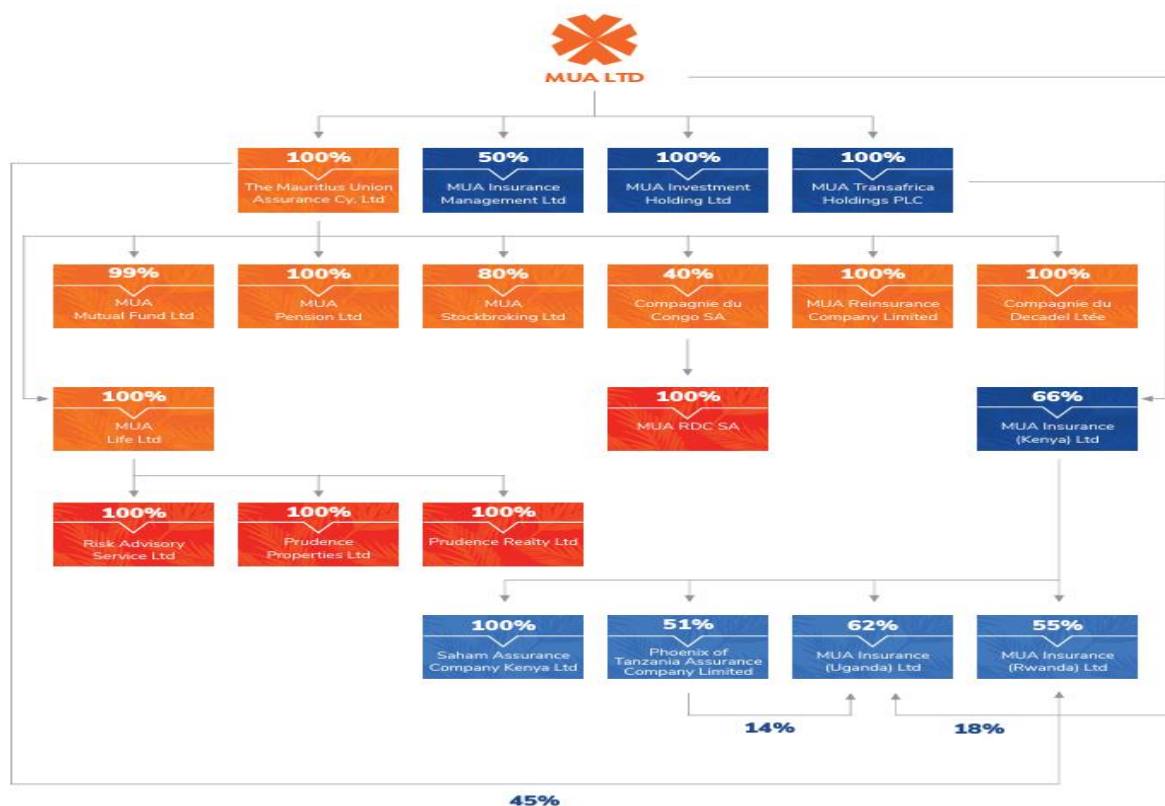 MUA LTD
100%
The Mauritius Union
Assurance Cy. Ltd
50%
MUA Insurance
Management Ltd
100%
MUA Investment
Holding Ltd
100%
MUA Transafrica
Holdings PLC
99%
MUA
Mutual Fund Ltd
100%
MUA
Pension Ltd
80%
MUA
Stockbroking Ltd
40%
Compagnie du
Congo SA
100%
MUA Reinsurance
Company Limited
100%
Compagnie du
Decadel Ltée
100%
MUA
Life Ltd
100%
MUA RDC SA
66%
MUA Insurance
(Kenya) Ltd
100%
Risk Advisory
Service Ltd
100%
Prudence
Properties Ltd
100%
Prudence Realty Ltd
100%
Saham Assurance
Company Kenya Ltd
51%
Phoenix of
Tanzania Assurance
Company Limited
62%
MUA Insurance
(Uganda) Ltd
55%
MUA Insurance
(Rwanda) Ltd
14%
18%
45%